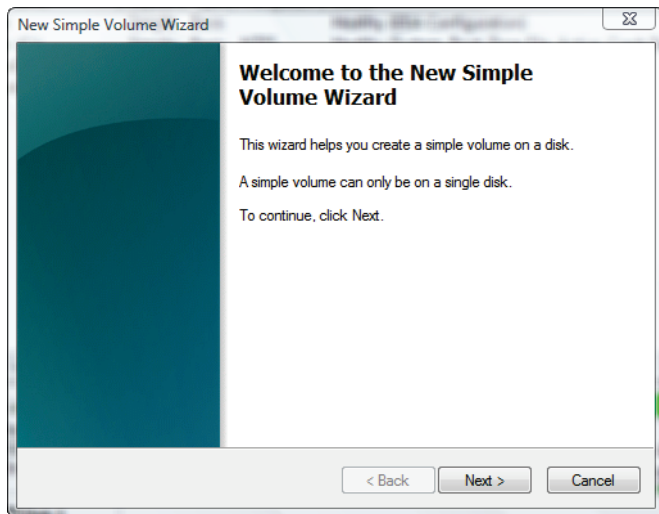 New Simple Volume Wizard
Welcome to the New Simple
Volume Wizard
This wizard helps you create a simple volume on a disk.
A simple volume can only be on a single disk.
To continue, click Next.
< Back Next > Cancel